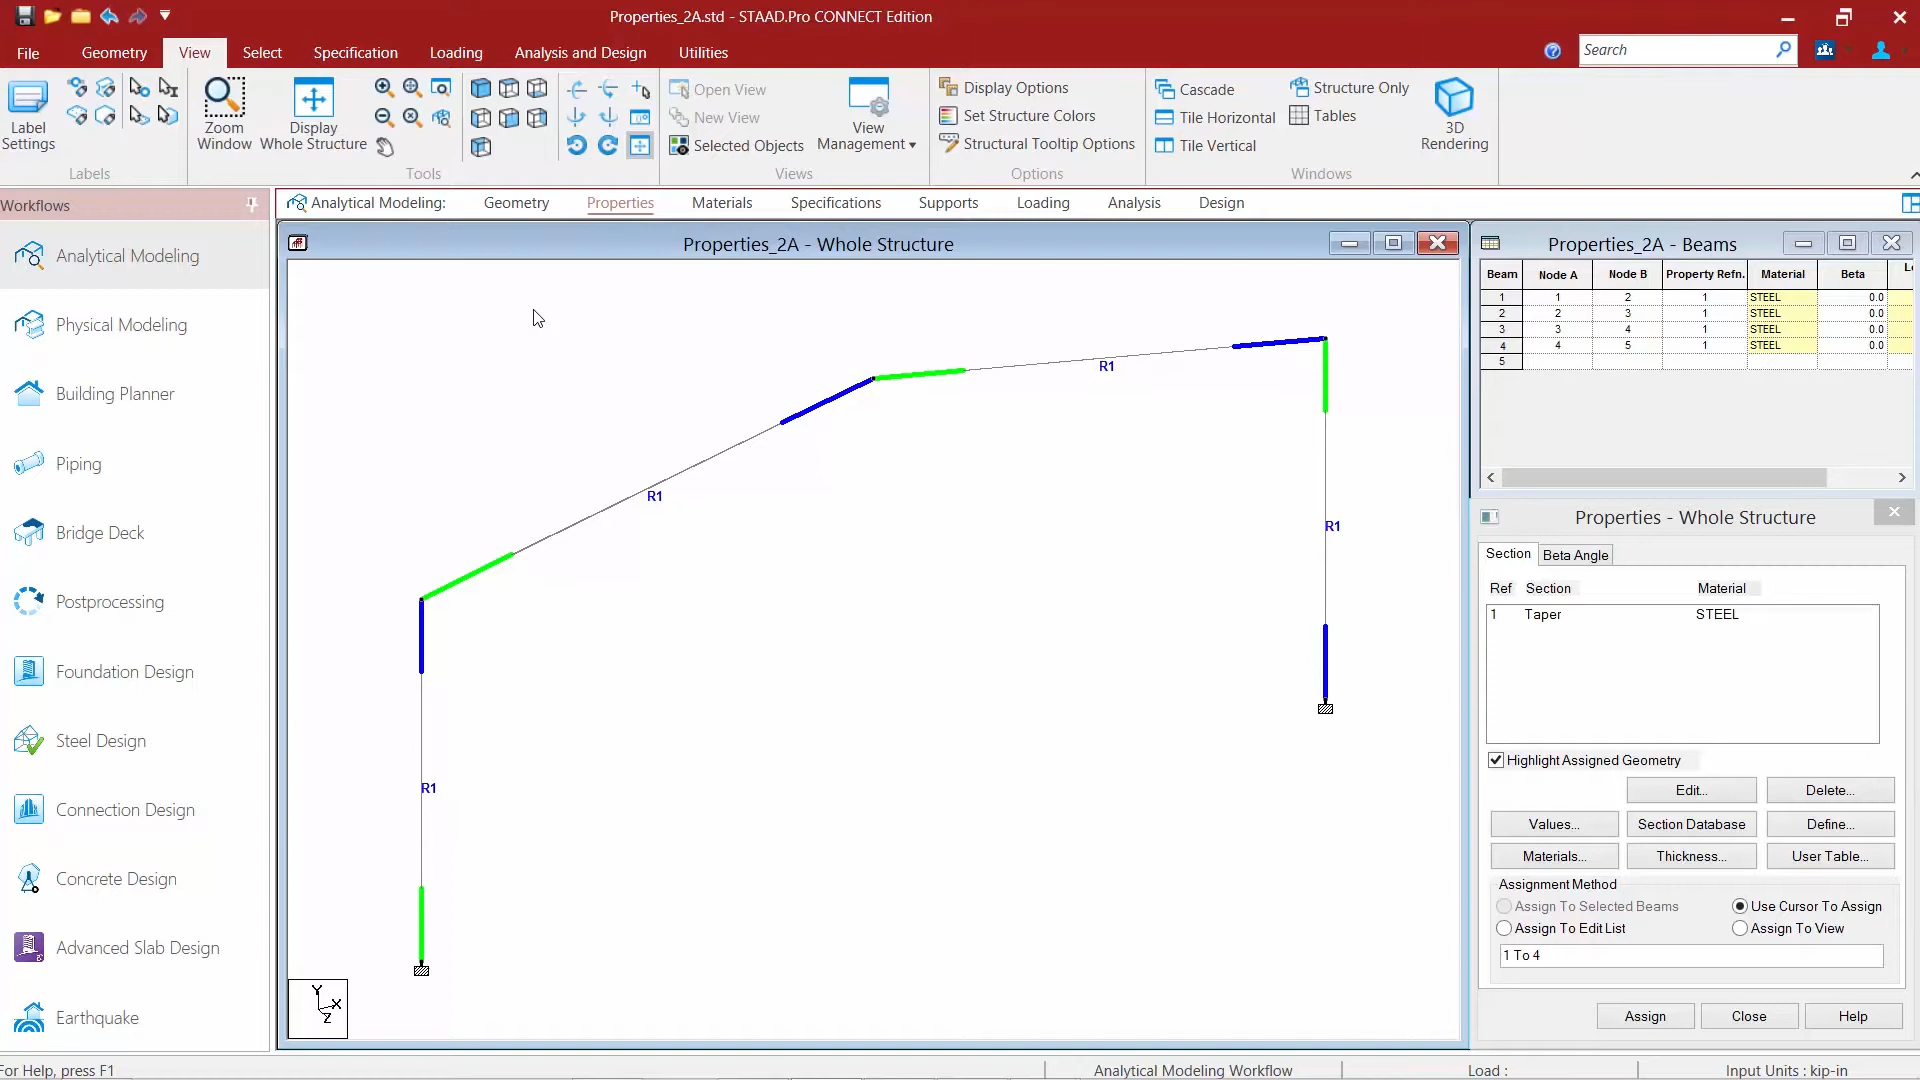 Properties_2A.std - STAAD.Pro CONNECT Edition
File Geometry View Select Specification Loading Analysis and Design Utilities
Search
Label Settings
Zoom Window
Display Whole Structure
Open View
New View
Selected Objects
View Management
Display Options
Set Structure Colors
Structural Tooltip Options
Cascade
Tile Horizontal
Tile Vertical
Structure Only
Tables
3D Rendering
Labels Tools Views Options Windows
Workflows
Analytical Modeling: Geometry Properties Materials Specifications Supports Loading Analysis Design
Analytical Modeling
Physical Modeling
Building Planner
Piping
Bridge Deck
Postprocessing
Foundation Design
Steel Design
Connection Design
Concrete Design
Advanced Slab Design
Earthquake
Properties_2A - Whole Structure
R1
R1
R1
R1
Y
X
Z
Properties_2A - Beams
Beam Node A Node B Property Refn. Material Beta
1 1 2 1 STEEL 0.0
2 2 3 1 STEEL 0.0
3 3 4 1 STEEL 0.0
4 4 5 1 STEEL 0.0
5
Properties - Whole Structure
Section Beta Angle
Ref Section Material
1 Taper STEEL
Highlight Assigned Geometry
Edit... Delete...
Values... Section Database Define...
Materials... Thickness... User Table...
Assignment Method
Assign To Selected Beams Use Cursor To Assign
Assign To Edit List Assign To View
1 To 4
Assign Close Help
For Help, press F1 Analytical Modeling Workflow Load : Input Units : kip-in